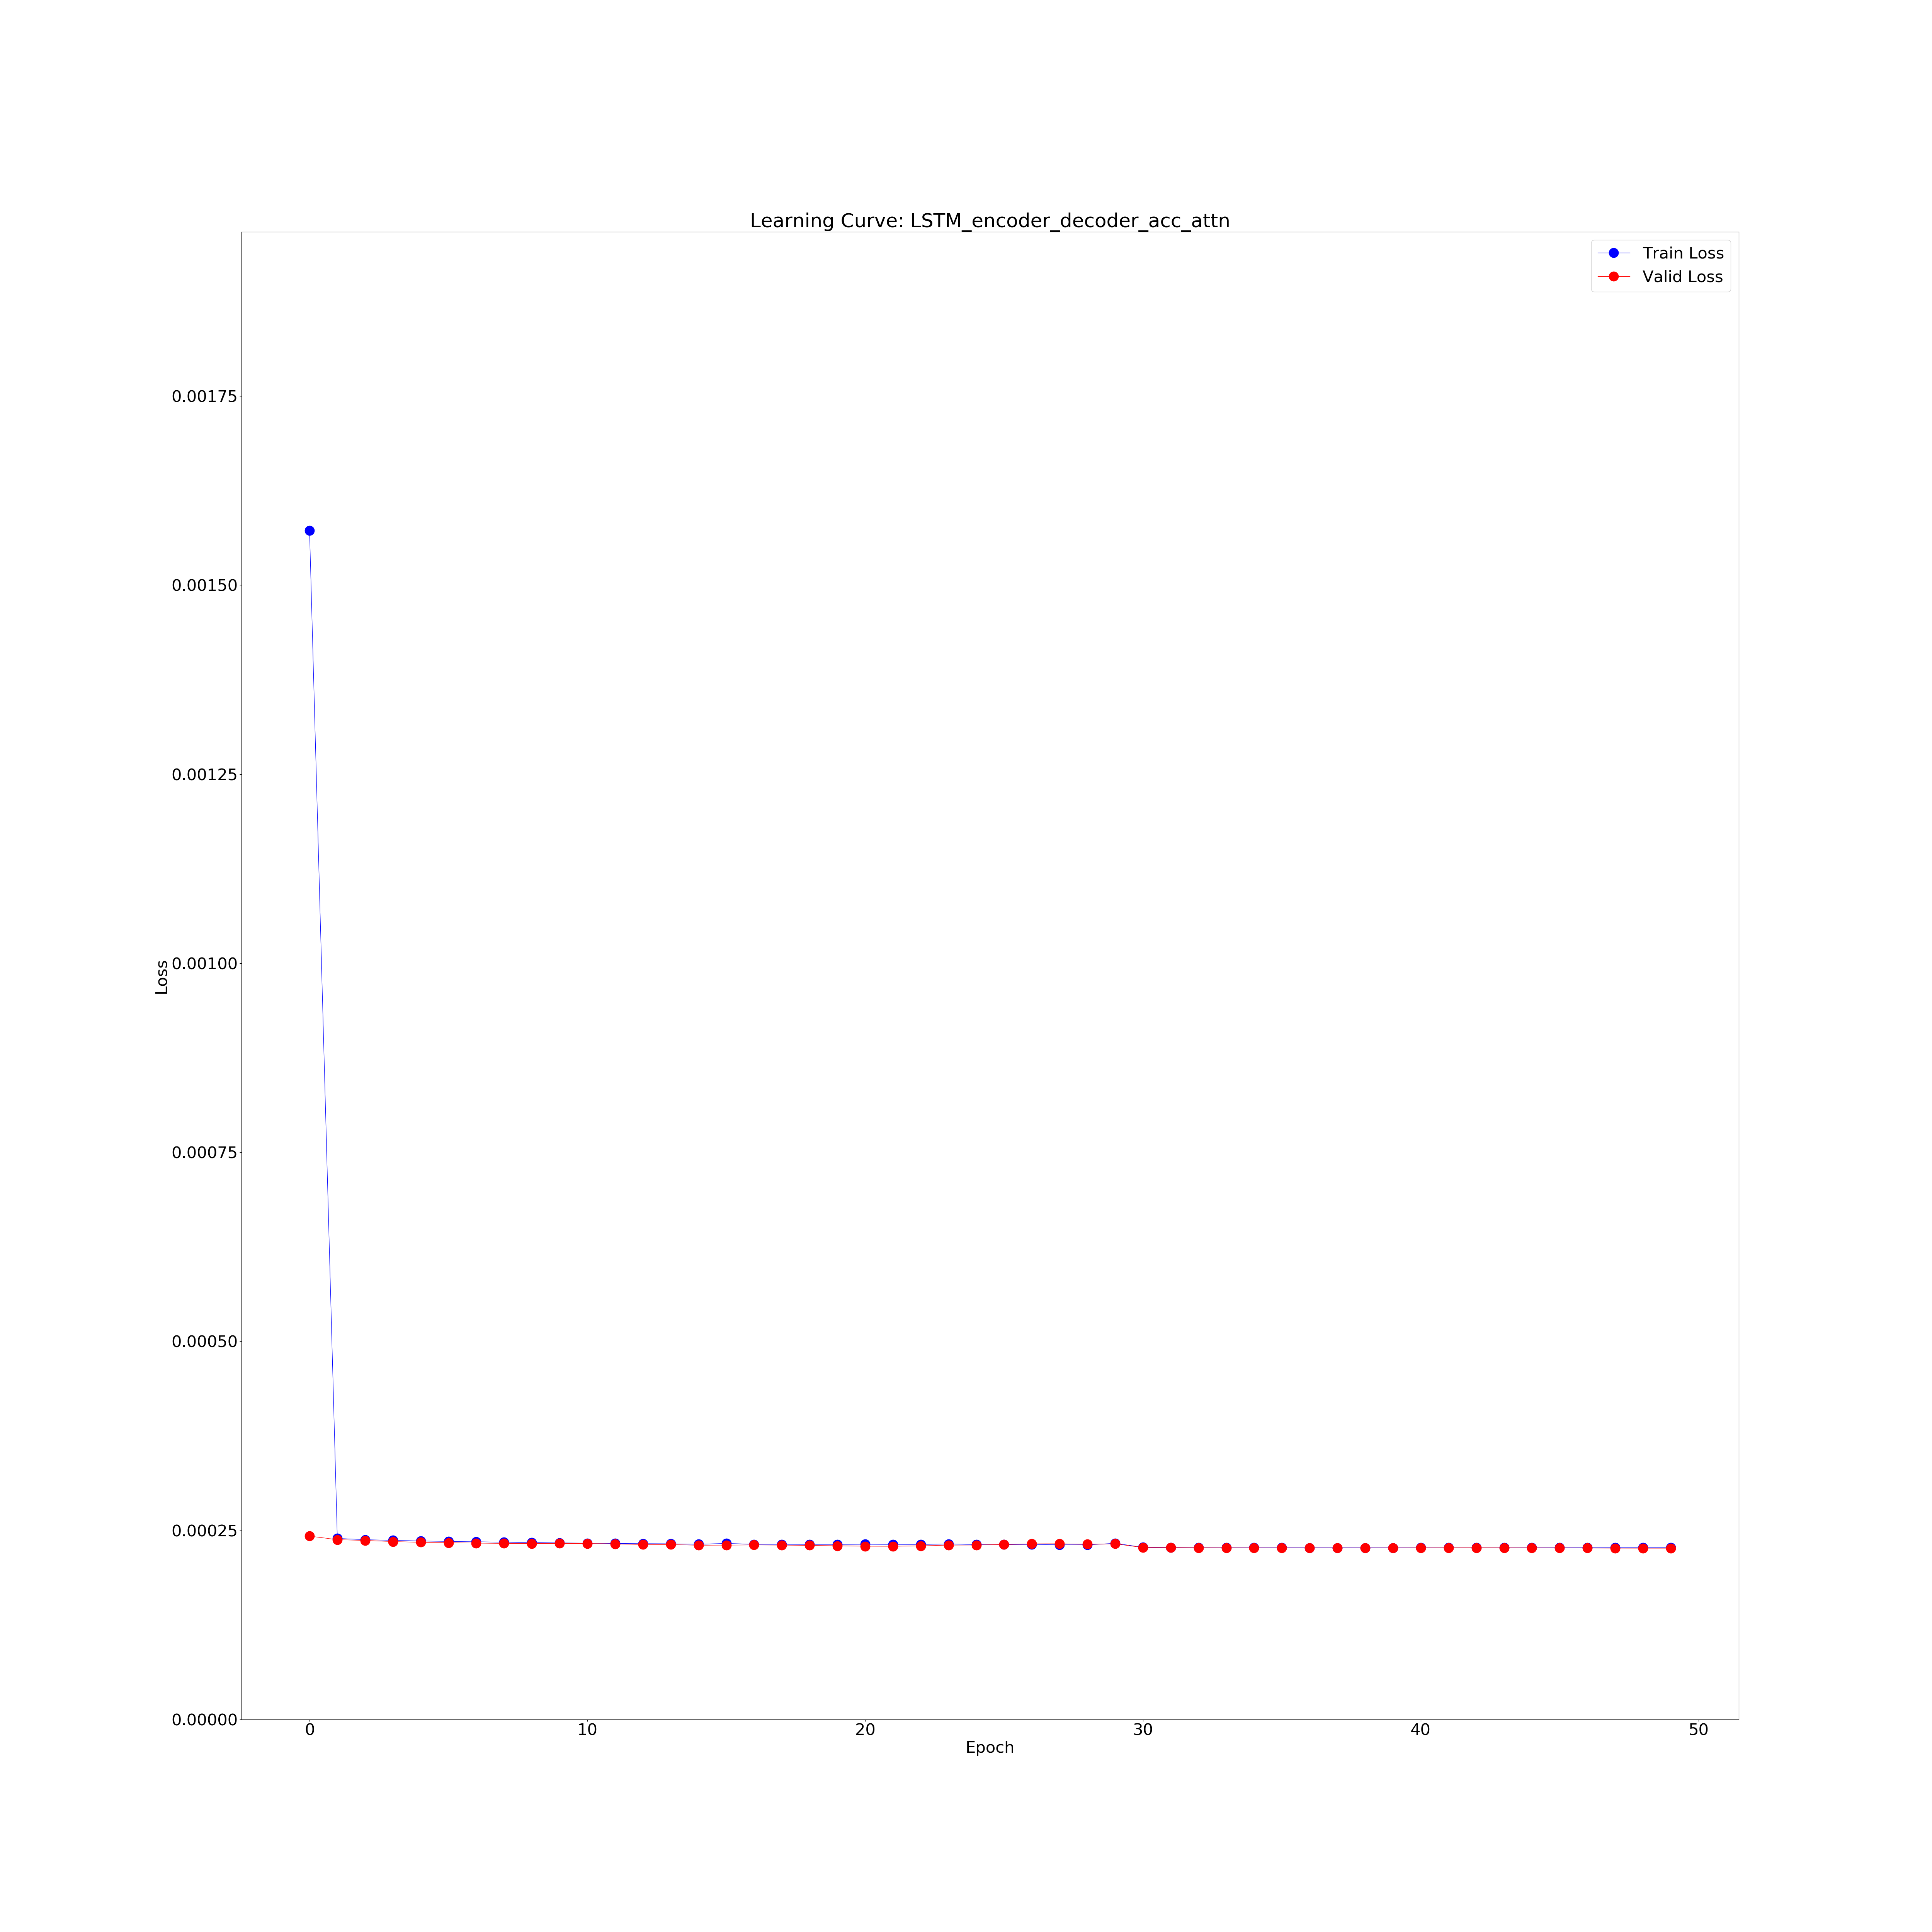 Learning Curve: LSTM_encoder_decoder_acc_attn
Train Loss
Valid Loss
0.00175
0.00150
0.00125
0.00100
0.00075
0.00050
0.00025
0.00000
Loss
0 10 20 30 40 50
Epoch